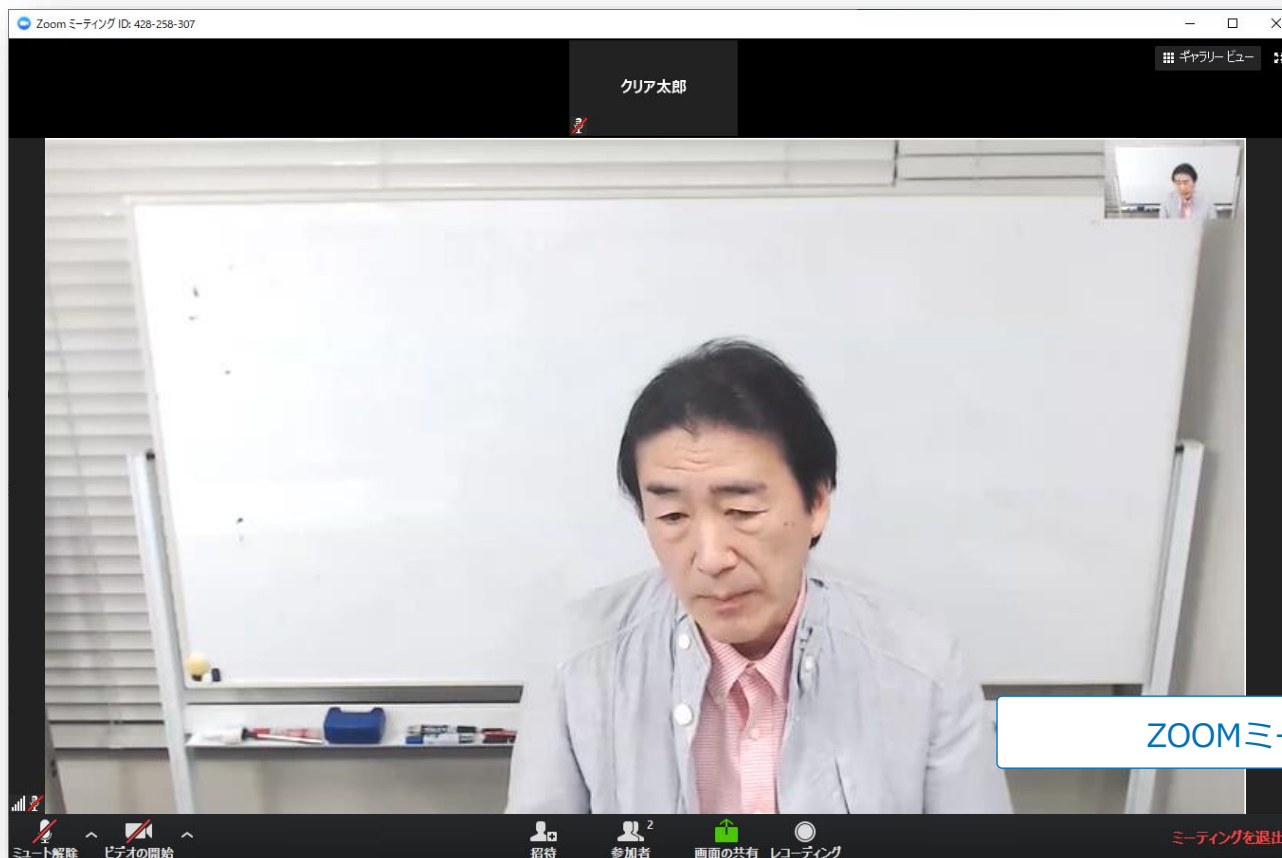 Zoom ミーティング ID: 428-258-307
ギャラリー ビュー
クリア太郎
ZOOMミー
ミュート解除
ビデオの開始
招待
参加者
2
画面の共有
レコーディング
ミーティングを退出